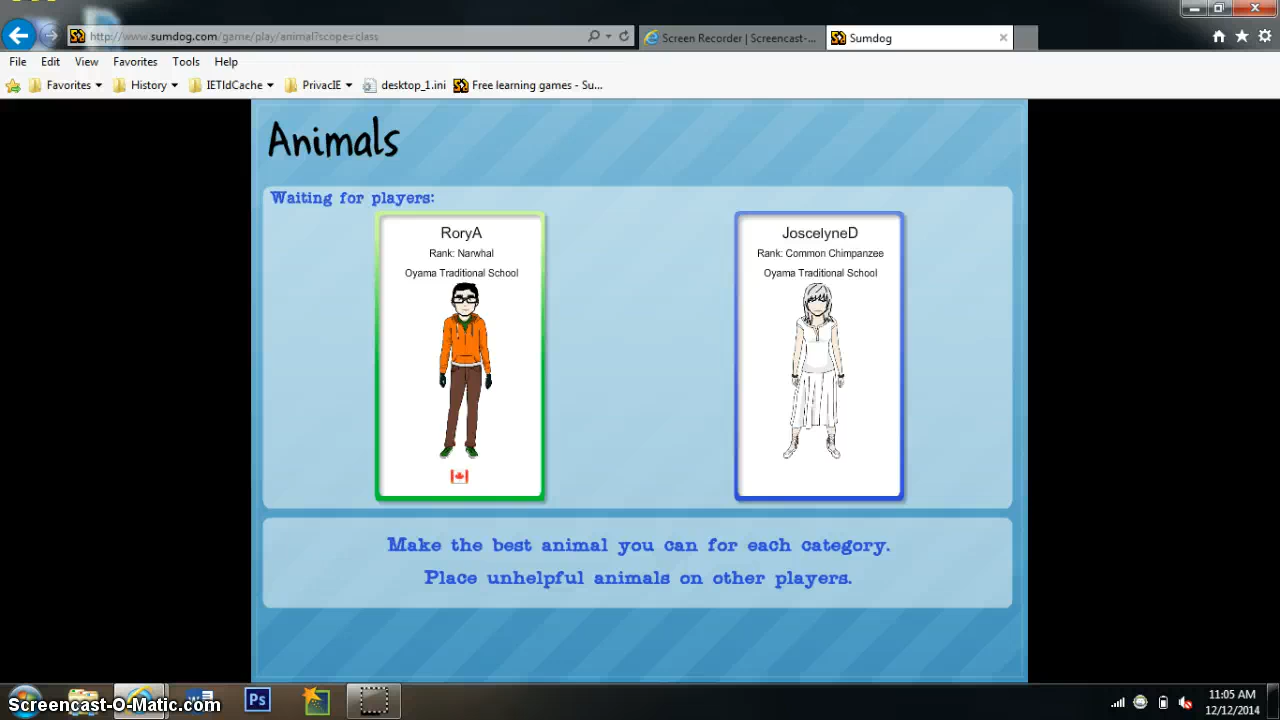 http://www.sumdog.com/game/play/animal?scope=class
Screen Recorder | Screencast-...
Sumdog
File Edit View Favorites Tools Help
Favorites History IETldCache PrivacIE desktop_1.ini Free learning games - Su...
Animals
Waiting for players:
RoryA
Rank: Narwhal
Oyama Traditional School
JoscelyneD
Rank: Common Chimpanzee
Oyama Traditional School
Make the best animal you can for each category.
Place unhelpful animals on other players.
Ps
Screencast-O-Matic.com
11:05 AM
12/12/2014